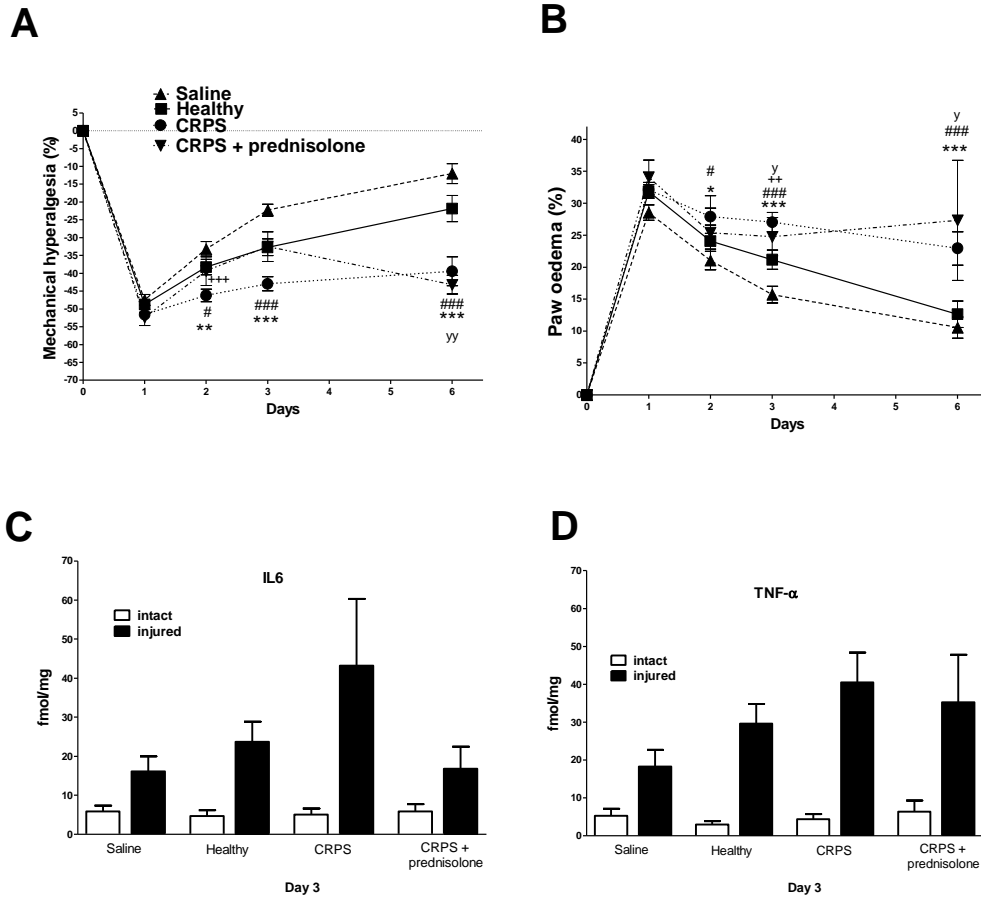 A
Saline
Healthy
CRPS
CRPS + prednisolone
Mechanical hyperalgesia (%)
5
0
-5
-10
-15
-20
-25
-30
-35
-40
-45
-50
-55
-60
-65
-70
+++
#
**
###
***
###
***
yy
0 1 2 3 4 5 6
Days
B
Paw oedema (%)
40
35
30
25
20
15
10
5
0
#
*
y
++
###
***
y
###
***
0 1 2 3 4 5 6
Days
C
IL6
intact
injured
fmol/mg
70
60
50
40
30
20
10
0
Saline Healthy CRPS CRPS +
prednisolone
Day 3
D
TNF-α
intact
injured
fmol/mg
70
60
50
40
30
20
10
0
Saline Healthy CRPS CRPS +
prednisolone
Day 3